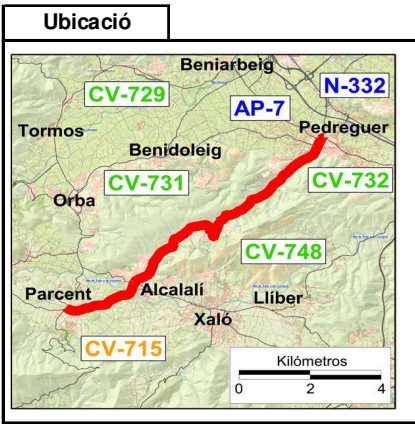 Ubicació
Beniarbeig
N-332
CV-729
AP-7
Tormos
Pedreguer
Benidoleig
CV-731
CV-732
Orba
CV-748
Parcent
Alcalalí
Llíber
Xaló
CV-715
Kilómetros
0 2 4